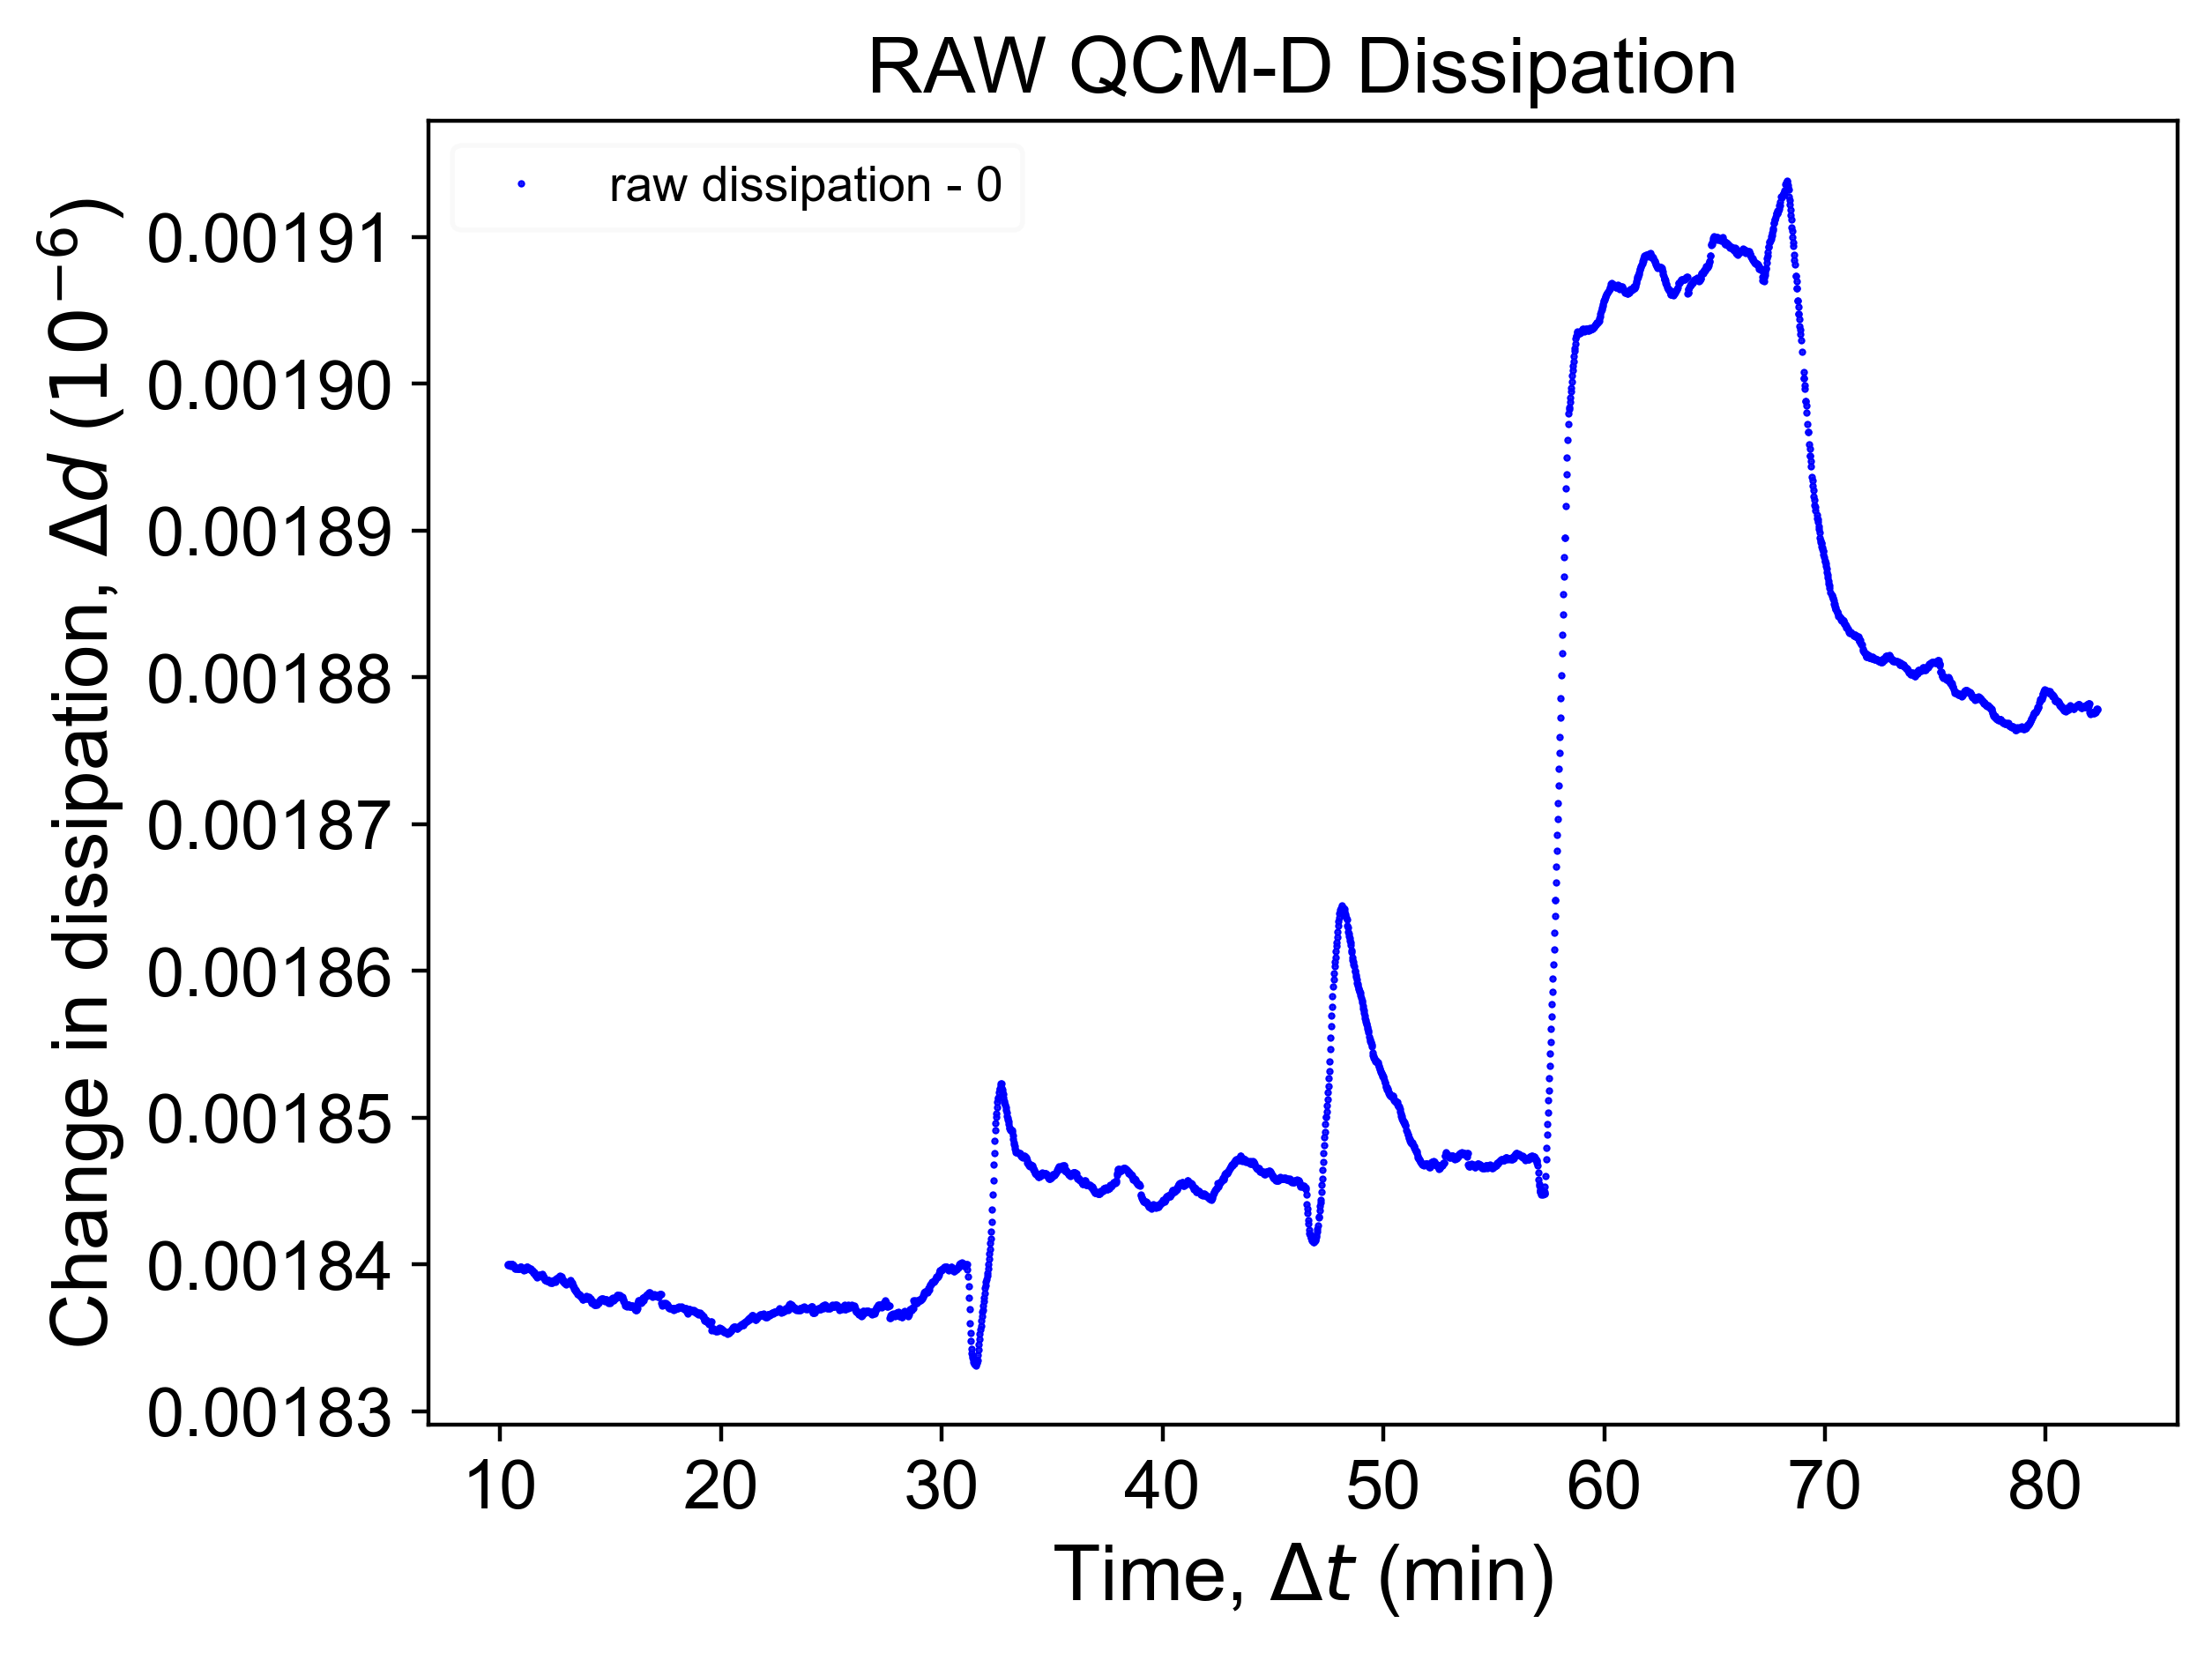 RAW QCM-D Dissipation
raw dissipation - 0
Change in dissipation, Δd (10⁻⁶)
0.00191
0.00190
0.00189
0.00188
0.00187
0.00186
0.00185
0.00184
0.00183
10 20 30 40 50 60 70 80
Time, Δt (min)